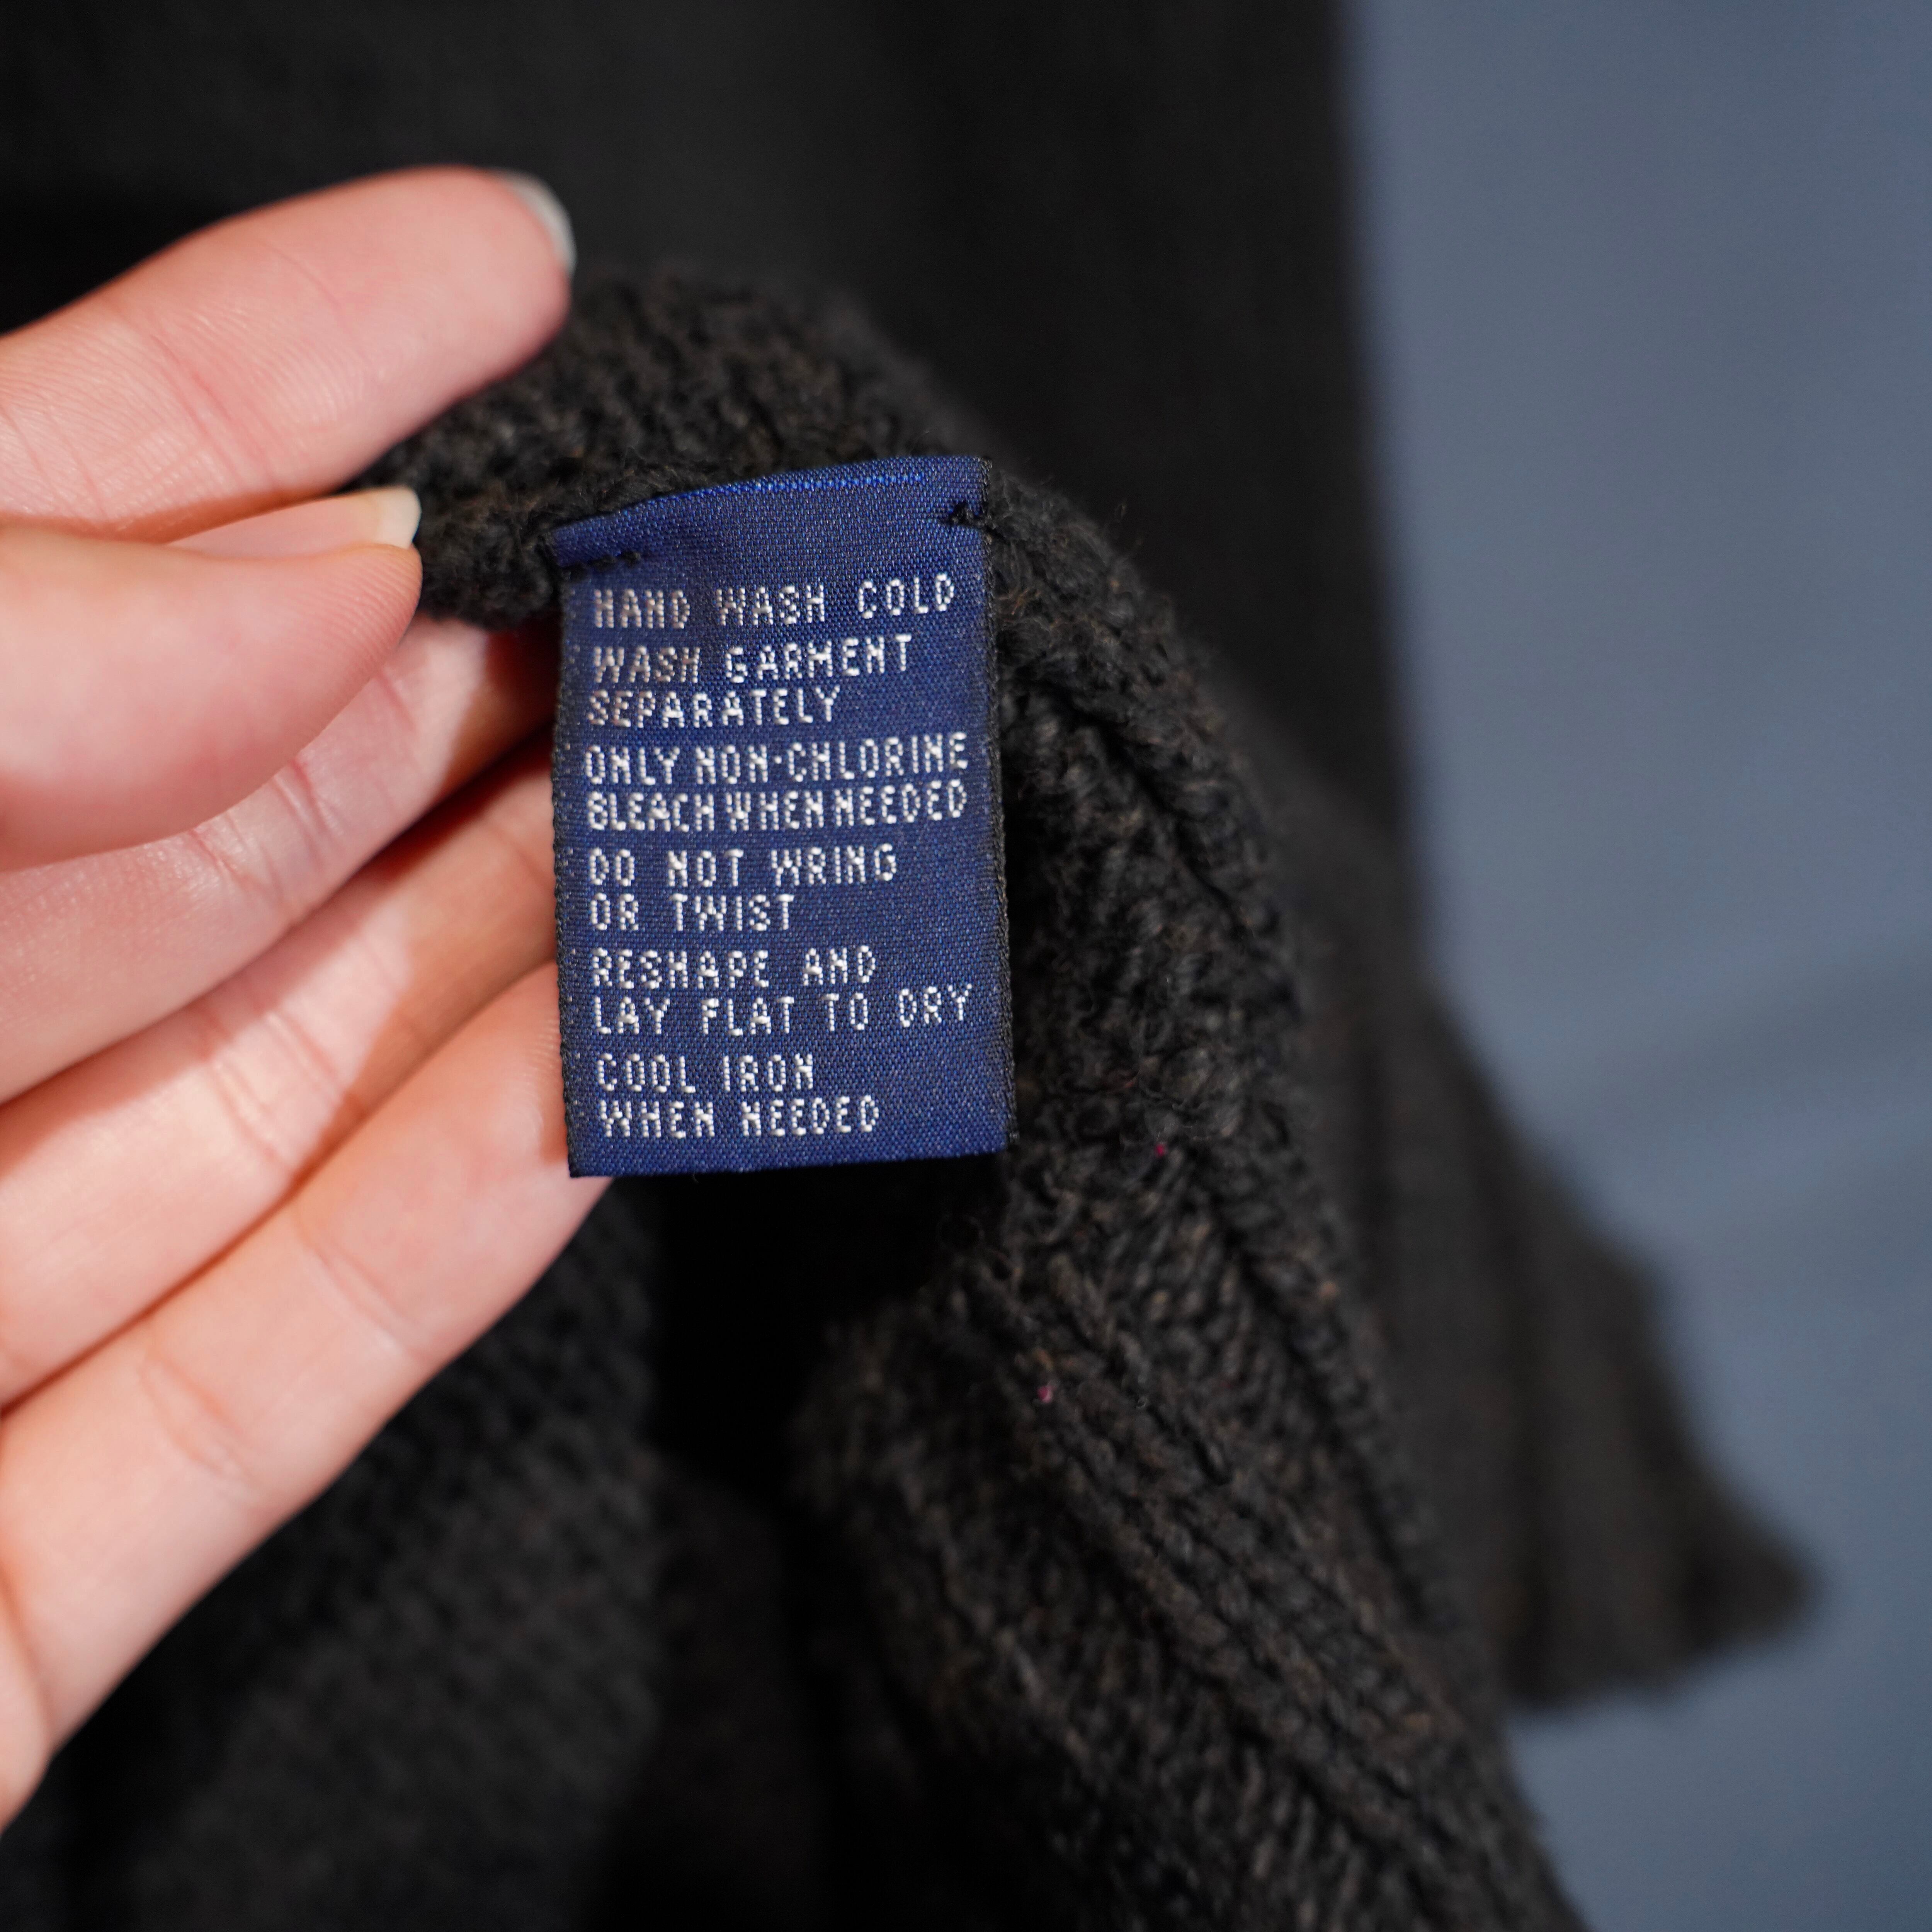 HAND WASH COLD
WASH GARMENT
SEPARATELY
ONLY NON-CHLORINE
BLEACH WHEN NEEDED
DO NOT WRING
OR TWIST
RESHAPE AND
LAY FLAT TO DRY
COOL IRON
WHEN NEEDED